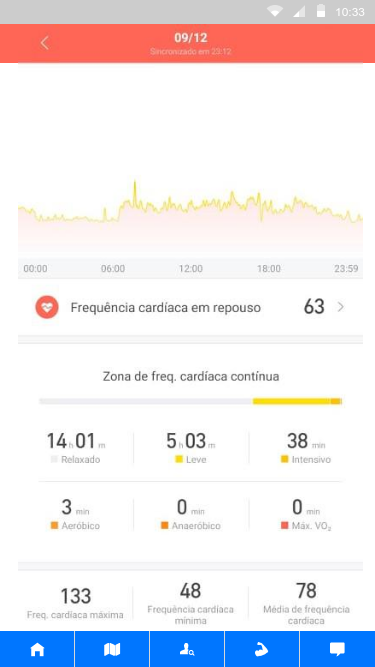 10:33
09/12
Sincronizado em 23:12
00:00 06:00 12:00 18:00 23:59
Frequência cardíaca em repouso 63
Zona de freq. cardíaca contínua
14 h 01 m 5 h 03 m 38 min
Relaxado Leve Intensivo
3 min 0 min 0 min
Aeróbico Anaeróbico Máx. VO₂
133 48 78
Freq. cardíaca máxima Frequência cardíaca mínima Média de frequência cardíaca